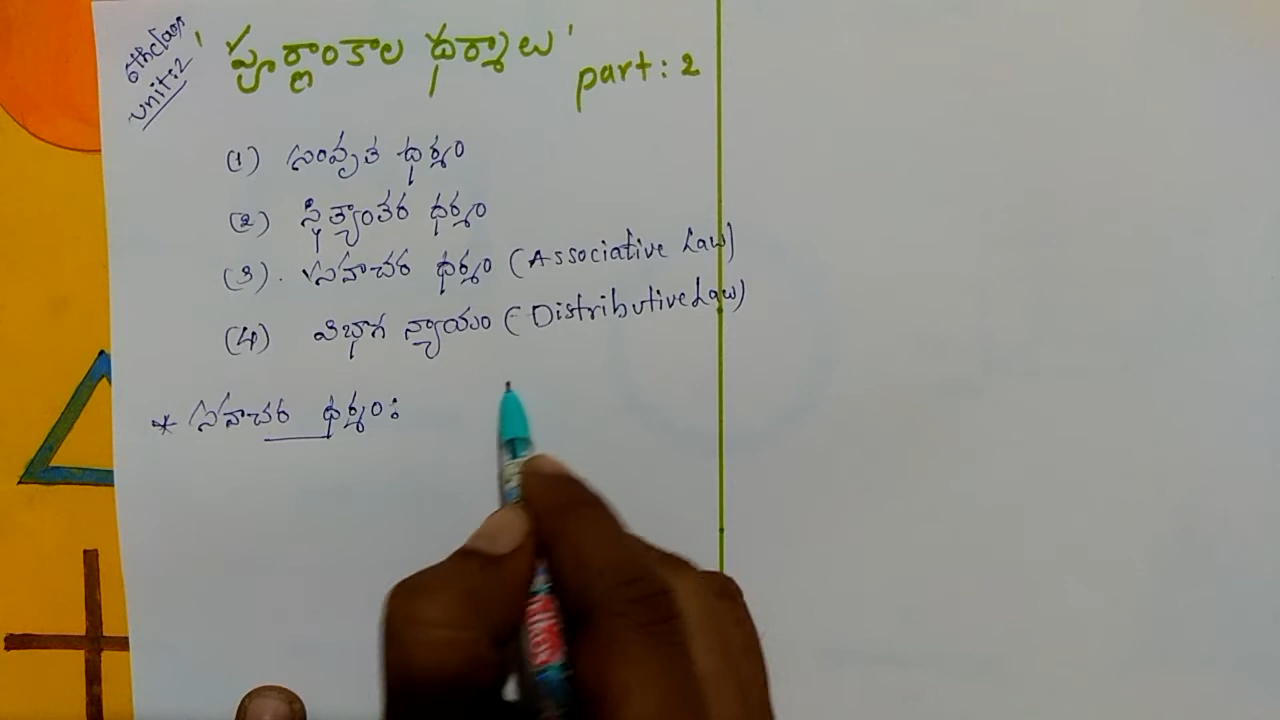 6th class
unit:2
' పూర్ణాంకాల ధర్మాలు '
part : 2
(1) సంవృత ధర్మం
(2) స్థిత్యాంతర ధర్మం
(3). సహచర ధర్మం (Associative Law)
(4) విభాగ న్యాయం (Distributive Law)
* సహచర ధర్మం: